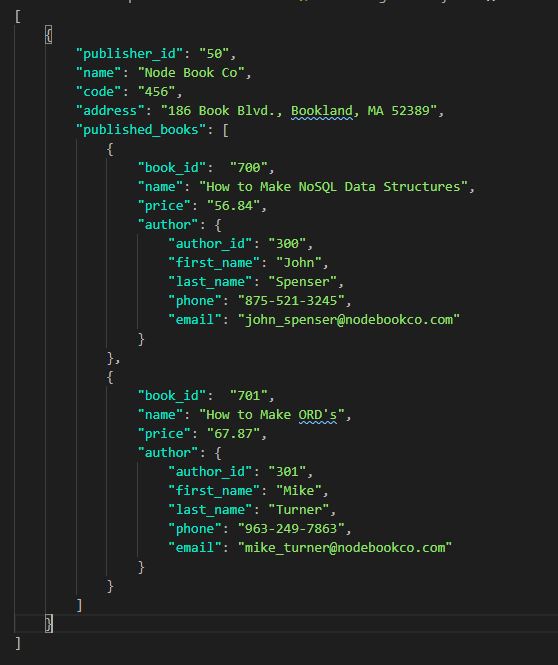 [
    {
        "publisher_id": "50",
        "name": "Node Book Co",
        "code": "456",
        "address": "186 Book Blvd., Bookland, MA 52389",
        "published_books": [
            {
                "book_id":  "700",
                "name": "How to Make NoSQL Data Structures",
                "price": "56.84",
                "author": {
                    "author_id": "300",
                    "first_name": "John",
                    "last_name": "Spenser",
                    "phone": "875-521-3245",
                    "email": "john_spenser@nodebookco.com"
                }
            },
            {
                "book_id":  "701",
                "name": "How to Make ORD's",
                "price": "67.87",
                "author": {
                    "author_id": "301",
                    "first_name": "Mike",
                    "last_name": "Turner",
                    "phone": "963-249-7863",
                    "email": "mike_turner@nodebookco.com"
                }
            }
        ]
    }
]